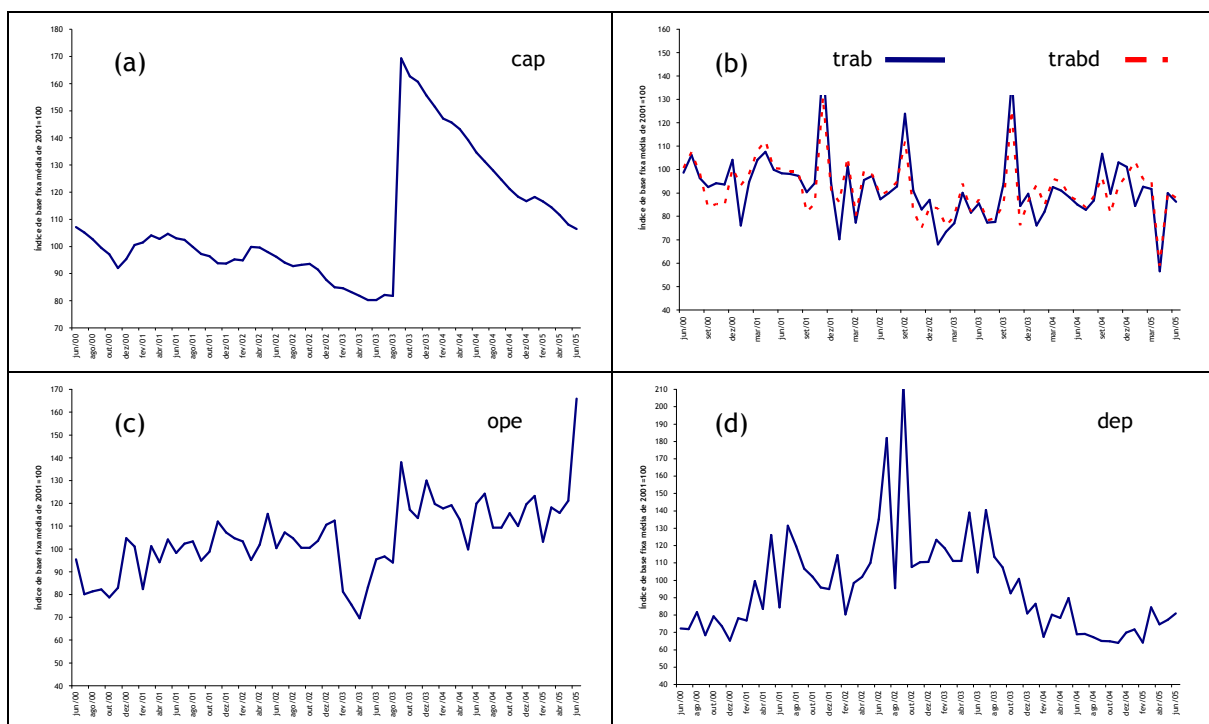 (a)
cap
Índice de base fixa média de 2001=100
180
170
160
150
140
130
120
110
100
90
80
70
jun/00
ago/00
out/00
dez/00
fev/01
abr/01
jun/01
ago/01
out/01
dez/01
fev/02
abr/02
jun/02
ago/02
out/02
dez/02
fev/03
abr/03
jun/03
ago/03
out/03
dez/03
fev/04
abr/04
jun/04
ago/04
out/04
dez/04
fev/05
abr/05
jun/05
(b)
trab
trabd
Índice de base fixa média de 2001=100
160
150
140
130
120
110
100
90
80
70
60
50
40
jun/00
set/00
dez/00
mar/01
jun/01
set/01
dez/01
mar/02
jun/02
set/02
dez/02
mar/03
jun/03
set/03
dez/03
mar/04
jun/04
set/04
dez/04
mar/05
jun/05
(c)
ope
Índice de base fixa média de 2001=100
170
160
150
140
130
120
110
100
90
80
70
60
50
40
jun/00
ago/00
out/00
dez/00
fev/01
abr/01
jun/01
ago/01
out/01
dez/01
fev/02
abr/02
jun/02
ago/02
out/02
dez/02
fev/03
abr/03
jun/03
ago/03
out/03
dez/03
fev/04
abr/04
jun/04
ago/04
out/04
dez/04
fev/05
abr/05
jun/05
(d)
dep
Índice de base fixa média de 2001=100
210
200
190
180
170
160
150
140
130
120
110
100
90
80
70
60
50
40
jun/00
ago/00
out/00
dez/00
fev/01
abr/01
jun/01
ago/01
out/01
dez/01
fev/02
abr/02
jun/02
ago/02
out/02
dez/02
fev/03
abr/03
jun/03
ago/03
out/03
dez/03
fev/04
abr/04
jun/04
ago/04
out/04
dez/04
fev/05
abr/05
jun/05